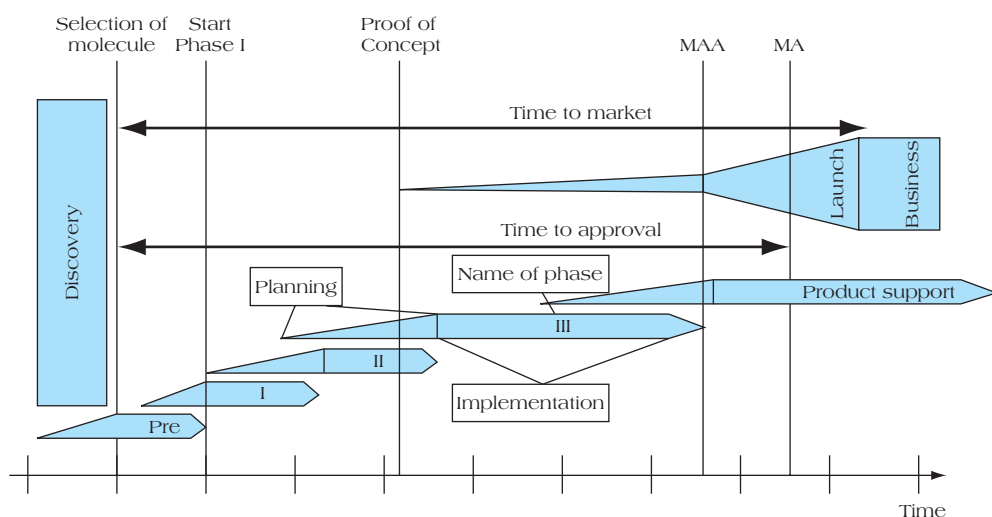 Selection of
molecule
Start
Phase I
Proof of
Concept
MAA
MA
Time to market
Discovery
Launch
Business
Time to approval
Planning
Name of phase
Product support
III
II
I
Implementation
Pre
Time